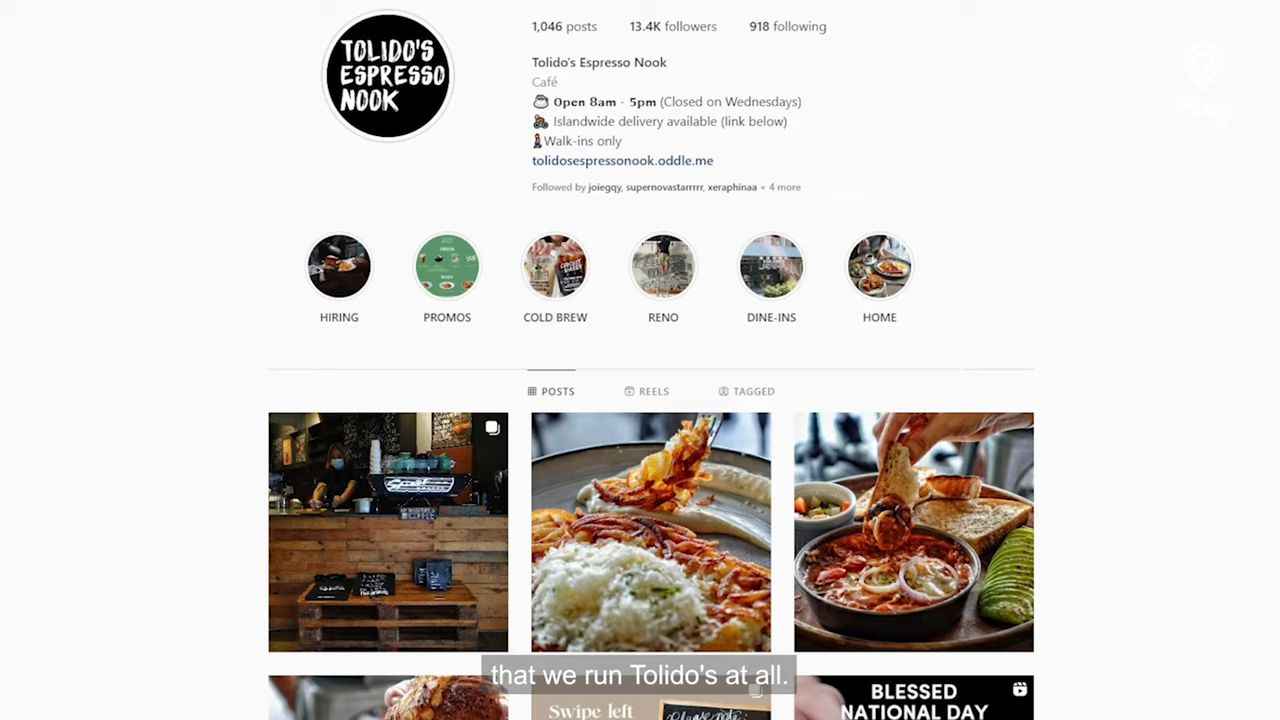 TOLIDO'S
ESPRESSO
NOOK
1,046 posts 13.4K followers 918 following
Tolido's Espresso Nook
Café
Open 8am - 5pm (Closed on Wednesdays)
Islandwide delivery available (link below)
Walk-ins only
tolidosespressonook.oddle.me
Followed by joiegqy, supernovastarrrrr, xeraphinaa + 4 more
HIRING PROMOS COLD BREW RENO DINE-INS HOME
POSTS REELS TAGGED
that we run Tolido's at all.
Swipe left
Please note:
BLESSED
NATIONAL DAY